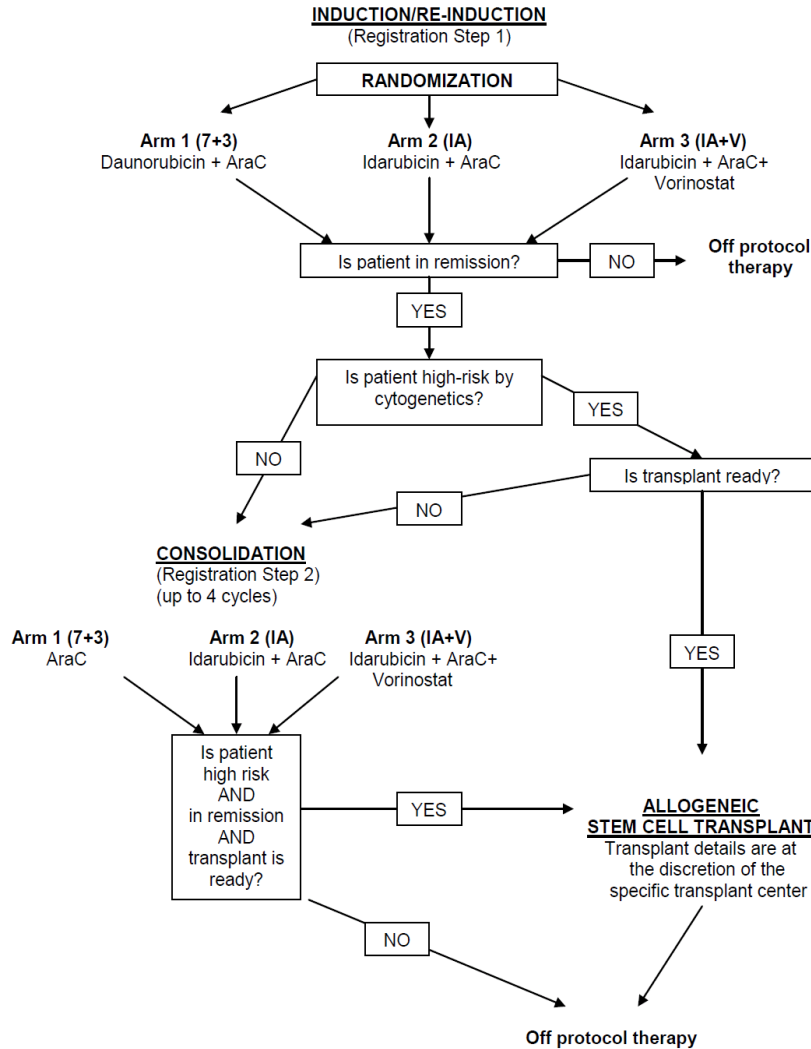 INDUCTION/RE-INDUCTION
(Registration Step 1)
RANDOMIZATION
Arm 1 (7+3)
Daunorubicin + AraC
Arm 2 (IA)
Idarubicin + AraC
Arm 3 (IA+V)
Idarubicin + AraC+
Vorinostat
Is patient in remission?
NO
Off protocol
therapy
YES
Is patient high-risk by
cytogenetics?
YES
NO
Is transplant ready?
NO
CONSOLIDATION
(Registration Step 2)
(up to 4 cycles)
Arm 1 (7+3)
AraC
Arm 2 (IA)
Idarubicin + AraC
Arm 3 (IA+V)
Idarubicin + AraC+
Vorinostat
YES
Is patient
high risk
AND
in remission
AND
transplant is
ready?
YES
ALLOGENEIC
STEM CELL TRANSPLANT
Transplant details are at
the discretion of the
specific transplant center
NO
Off protocol therapy